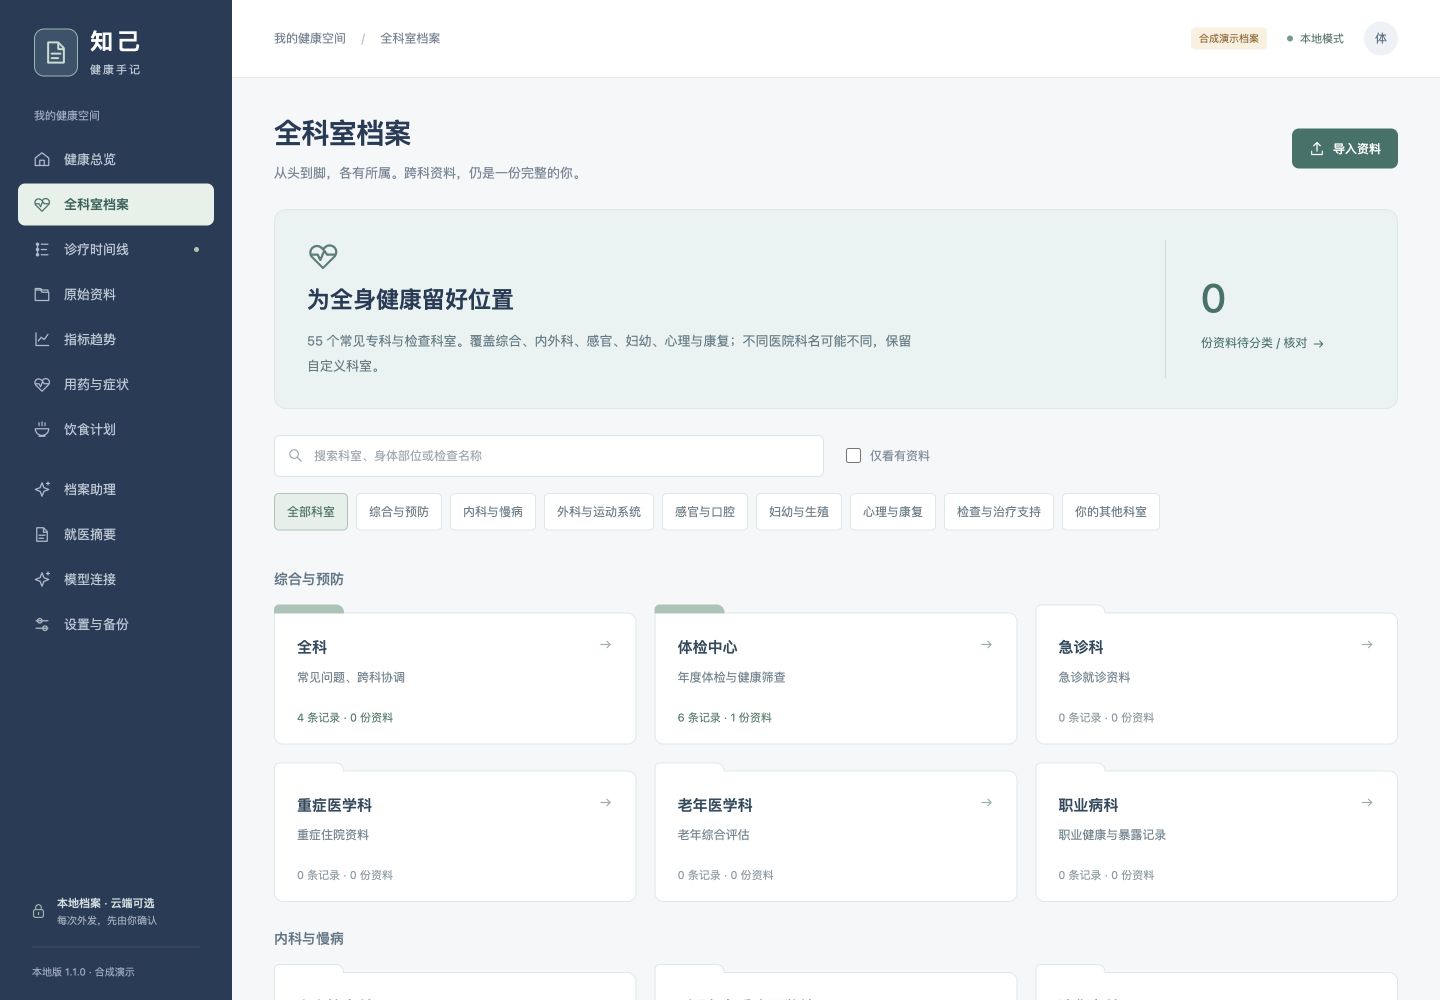 知己
健康手记
我的健康空间
健康总览
全科室档案
诊疗时间线
原始资料
指标趋势
用药与症状
饮食计划
档案助理
就医摘要
模型连接
设置与备份
本地档案 · 云端可选
每次外发，先由你确认
本地版 1.1.0 · 合成演示
我的健康空间 / 全科室档案
合成演示档案
本地模式
体
全科室档案
从头到脚，各有所属。跨科资料，仍是一份完整的你。
导入资料
为全身健康留好位置
55 个常见专科与检查科室。覆盖综合、内外科、感官、妇幼、心理与康复；不同医院科名可能不同，保留
自定义科室。
0
份资料待分类 / 核对 →
搜索科室、身体部位或检查名称
仅看有资料
全部科室
综合与预防
内科与慢病
外科与运动系统
感官与口腔
妇幼与生殖
心理与康复
检查与治疗支持
你的其他科室
综合与预防
全科 →
常见问题、跨科协调
4 条记录 · 0 份资料
体检中心 →
年度体检与健康筛查
6 条记录 · 1 份资料
急诊科 →
急诊就诊资料
0 条记录 · 0 份资料
重症医学科 →
重症住院资料
0 条记录 · 0 份资料
老年医学科 →
老年综合评估
0 条记录 · 0 份资料
职业病科 →
职业健康与暴露记录
0 条记录 · 0 份资料
内科与慢病